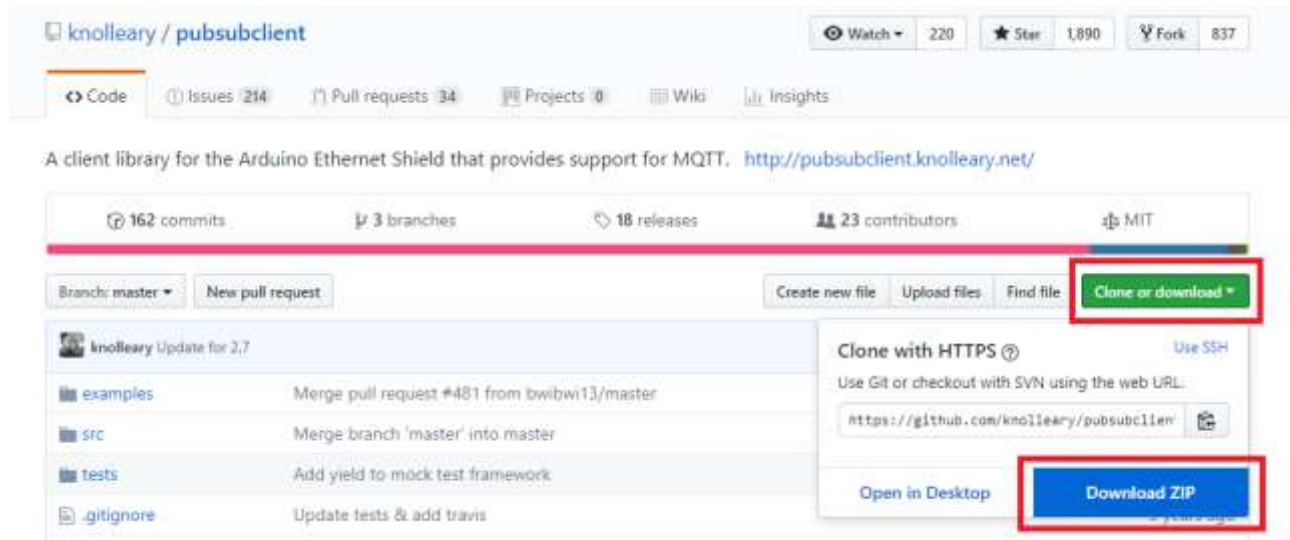 knolleary / pubsubclient
Watch 220 Star 1,890 Fork 837
Code Issues 214 Pull requests 34 Projects 0 Wiki Insights
A client library for the Arduino Ethernet Shield that provides support for MQTT. http://pubsubclient.knolleary.net/
162 commits 3 branches 18 releases 23 contributors MIT
Branch: master New pull request Create new file Upload files Find file Clone or download
knolleary Update for 2.7
Clone with HTTPS Use SSH
Use Git or checkout with SVN using the web URL.
examples Merge pull request #481 from bwibwi13/master
https://github.com/knolleary/pubsubclien
src Merge branch 'master' into master
tests Add yield to mock test framework
Open in Desktop Download ZIP
.gitignore Update tests & add travis
years ago